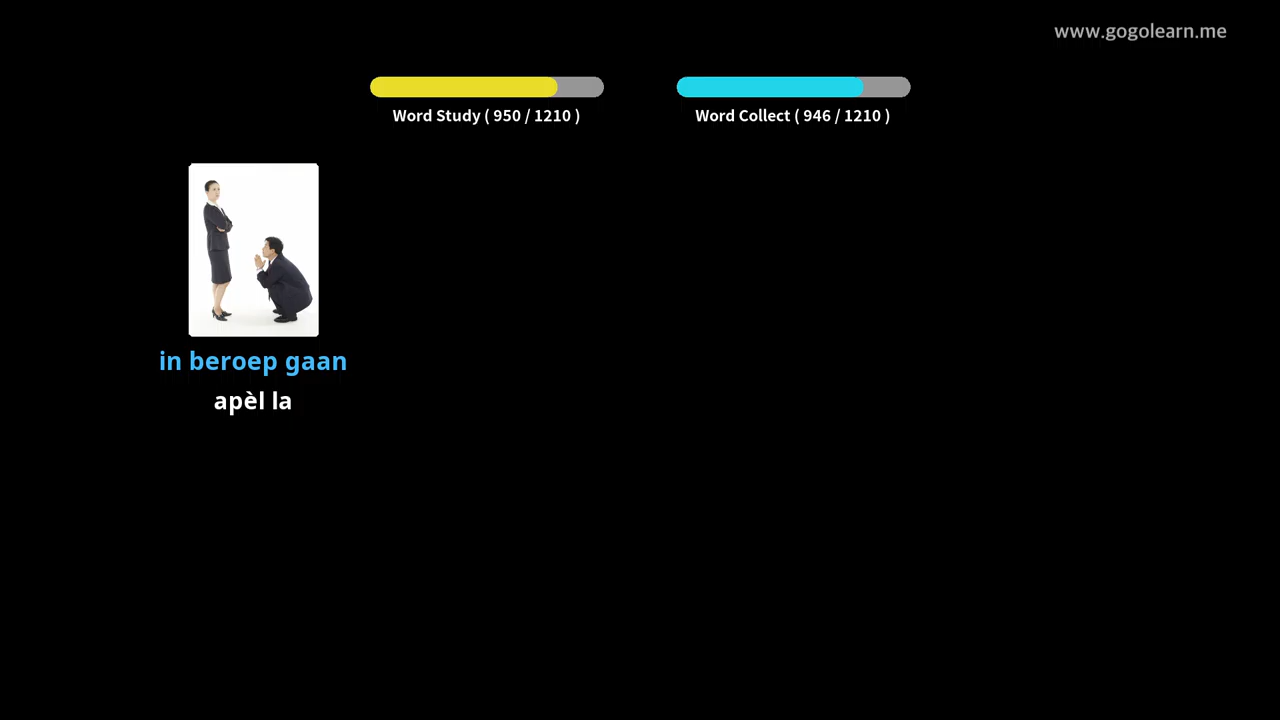 www.gogolearn.me
Word Study ( 950 / 1210 )
Word Collect ( 946 / 1210 )
in beroep gaan
apèl la